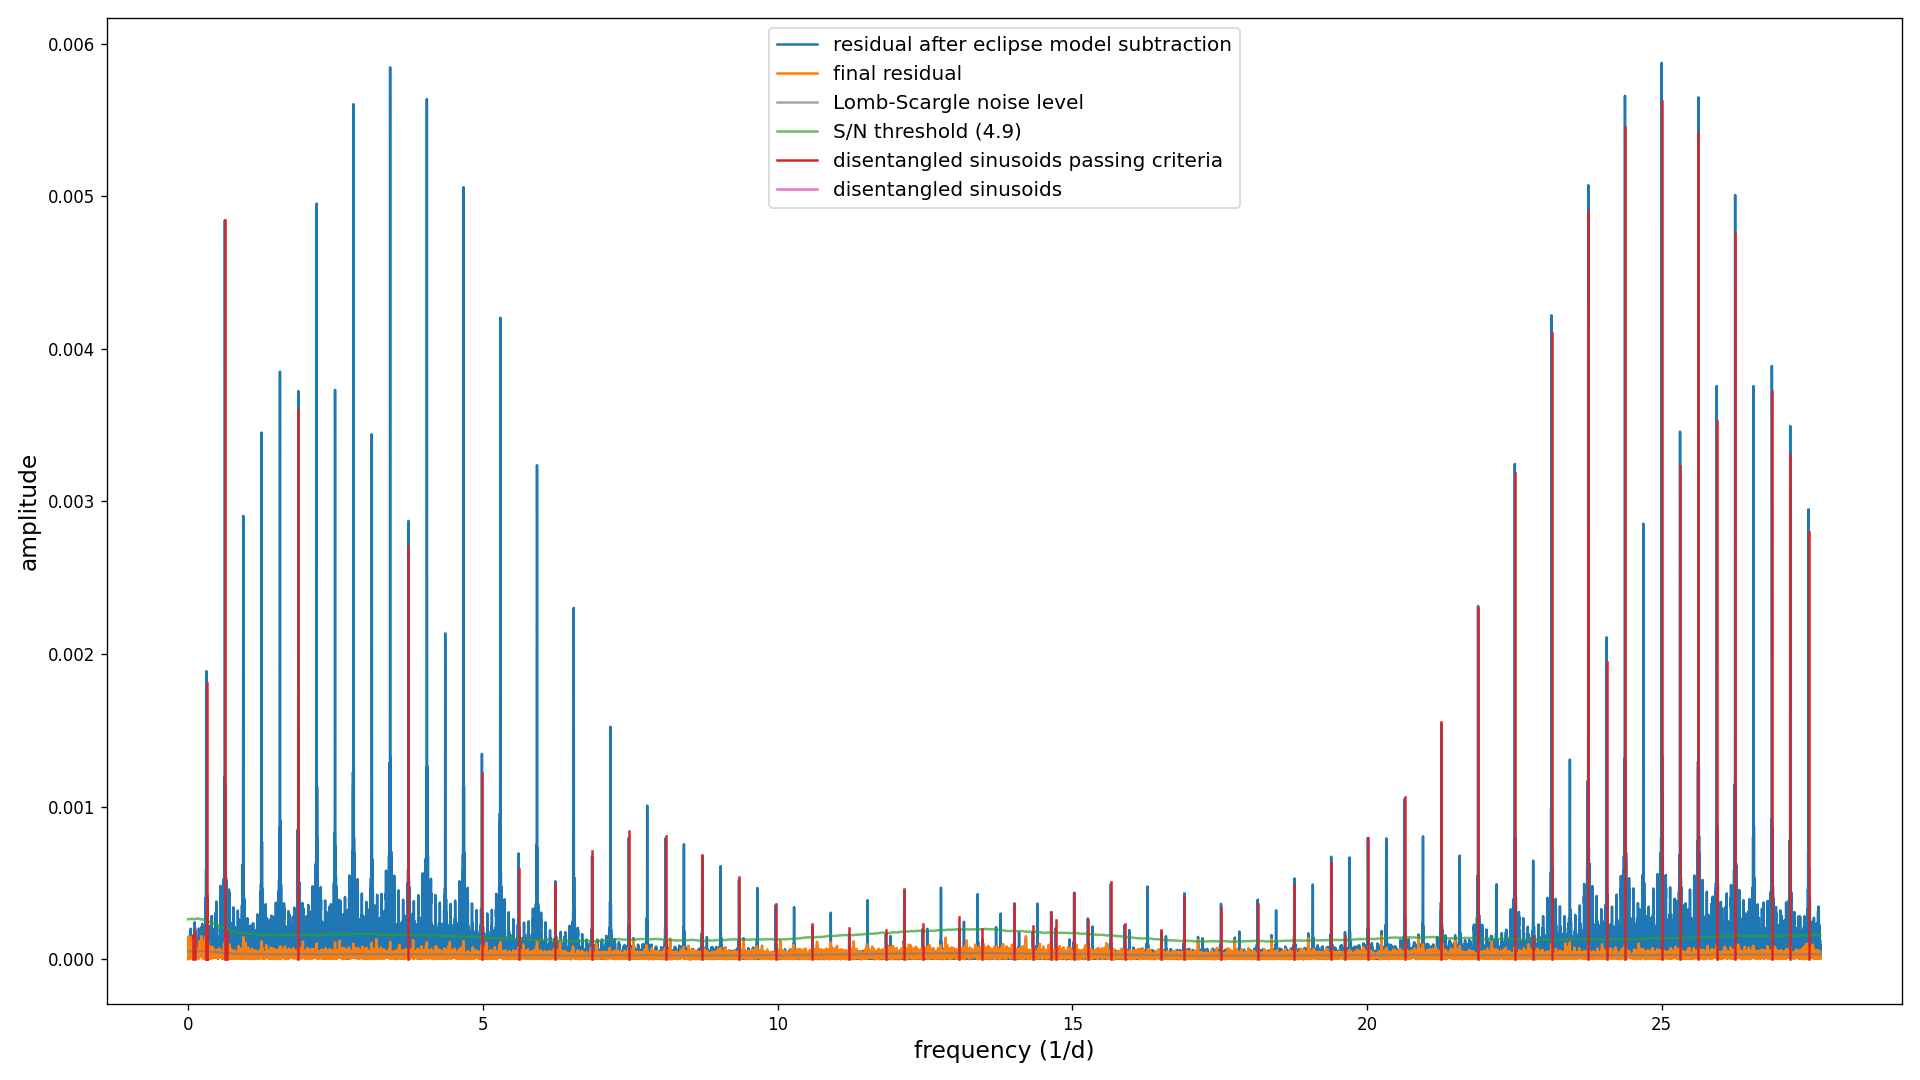 residual after eclipse model subtraction
final residual
Lomb-Scargle noise level
S/N threshold (4.9)
disentangled sinusoids passing criteria
disentangled sinusoids
0.006
0.005
0.004
0.003
0.002
0.001
0.000
amplitude
0 5 10 15 20 25
frequency (1/d)